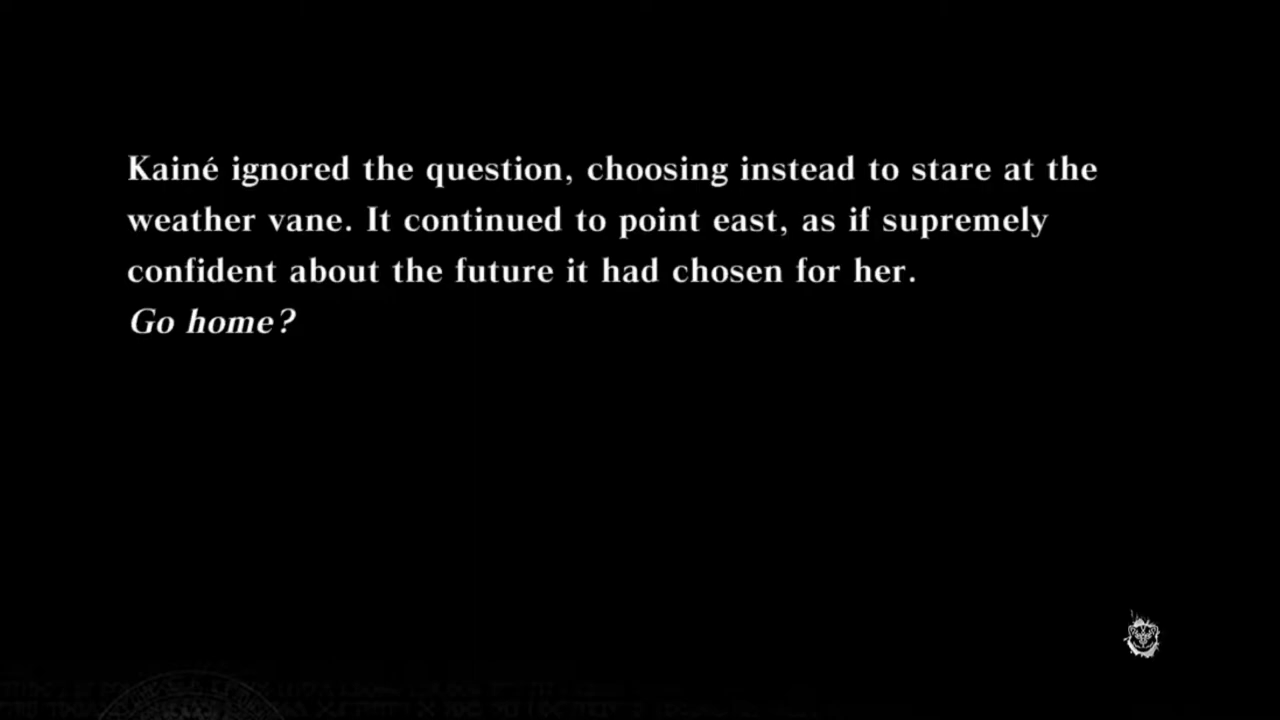 Kainé ignored the question, choosing instead to stare at the
weather vane. It continued to point east, as if supremely
confident about the future it had chosen for her.
Go home?